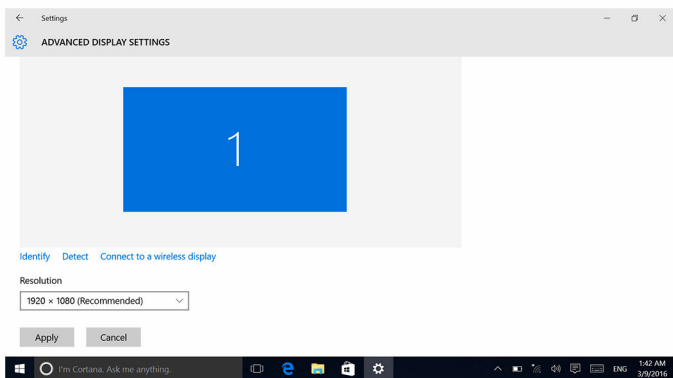 Settings
ADVANCED DISPLAY SETTINGS
1
Identify Detect Connect to a wireless display
Resolution
1920 × 1080 (Recommended)
Apply Cancel
I'm Cortana. Ask me anything.
ENG
1:42 AM
3/9/2016